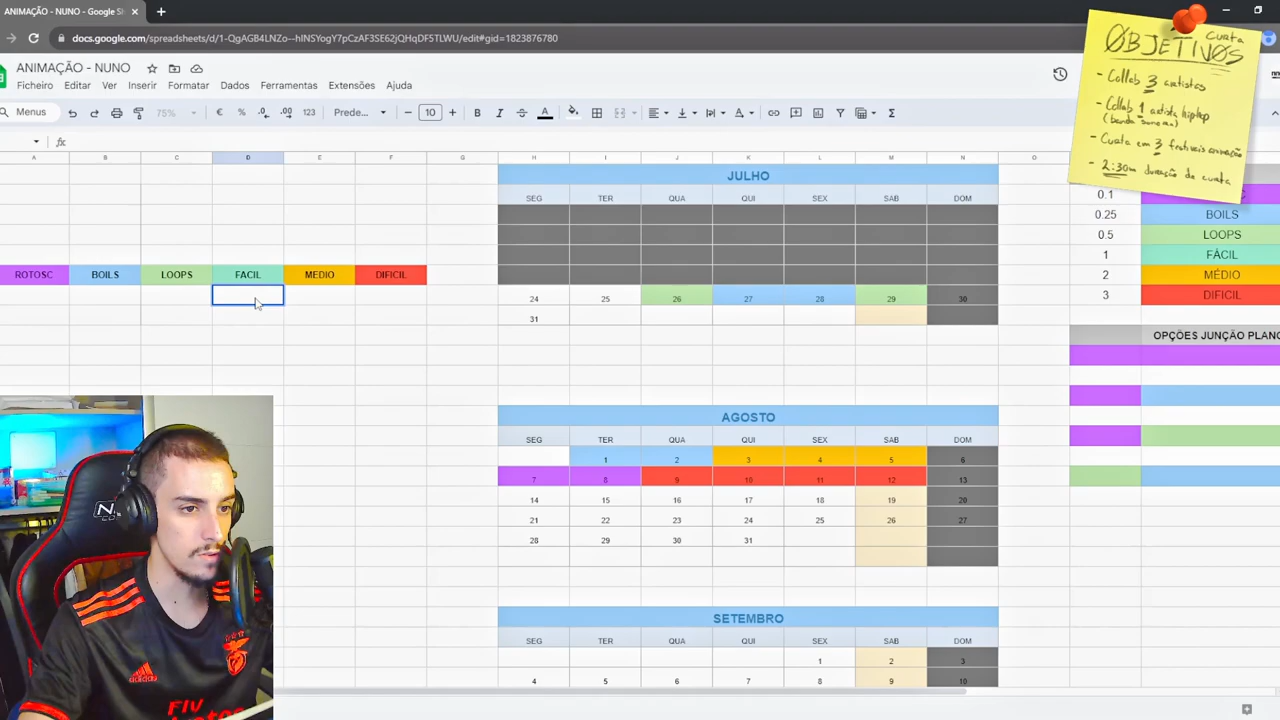 ANIMAÇÃO - NUNO - Google Sh
docs.google.com/spreadsheets/d/1-QgAGB4LNZo--hINSYogY7pCzAF3SE62jQHqDF5TLWU/edit#gid=1823876780
ANIMAÇÃO - NUNO
Ficheiro Editar Ver Inserir Formatar Dados Ferramentas Extensões Ajuda
Menus 75% € % .0 .00 123 Prede... 10 B I A Σ
fx
A B C D E F G H I J K L M N O
JULHO
SEG TER QUA QUI SEX SAB DOM
24 25 26 27 28 29 30
31
ROTOSC BOILS LOOPS FACIL MEDIO DIFICIL
AGOSTO
SEG TER QUA QUI SEX SAB DOM
1 2 3 4 5 6
7 8 9 10 11 12 13
14 15 16 17 18 19 20
21 22 23 24 25 26 27
28 29 30 31
SETEMBRO
SEG TER QUA QUI SEX SAB DOM
1 2 3
4 5 6 7 8 9 10
0.1
0.25 BOILS
0.5 LOOPS
1 FÁCIL
2 MÉDIO
3 DIFICIL
OPÇÕES JUNÇÃO PLANO
OBJETIVOS
CURTA
- Collab 3 artistas
- Collab 1 artista hiphop
(banda sonora)
- Curta em 3 festivais animação
- 2:30m duração da curta
N
adidas